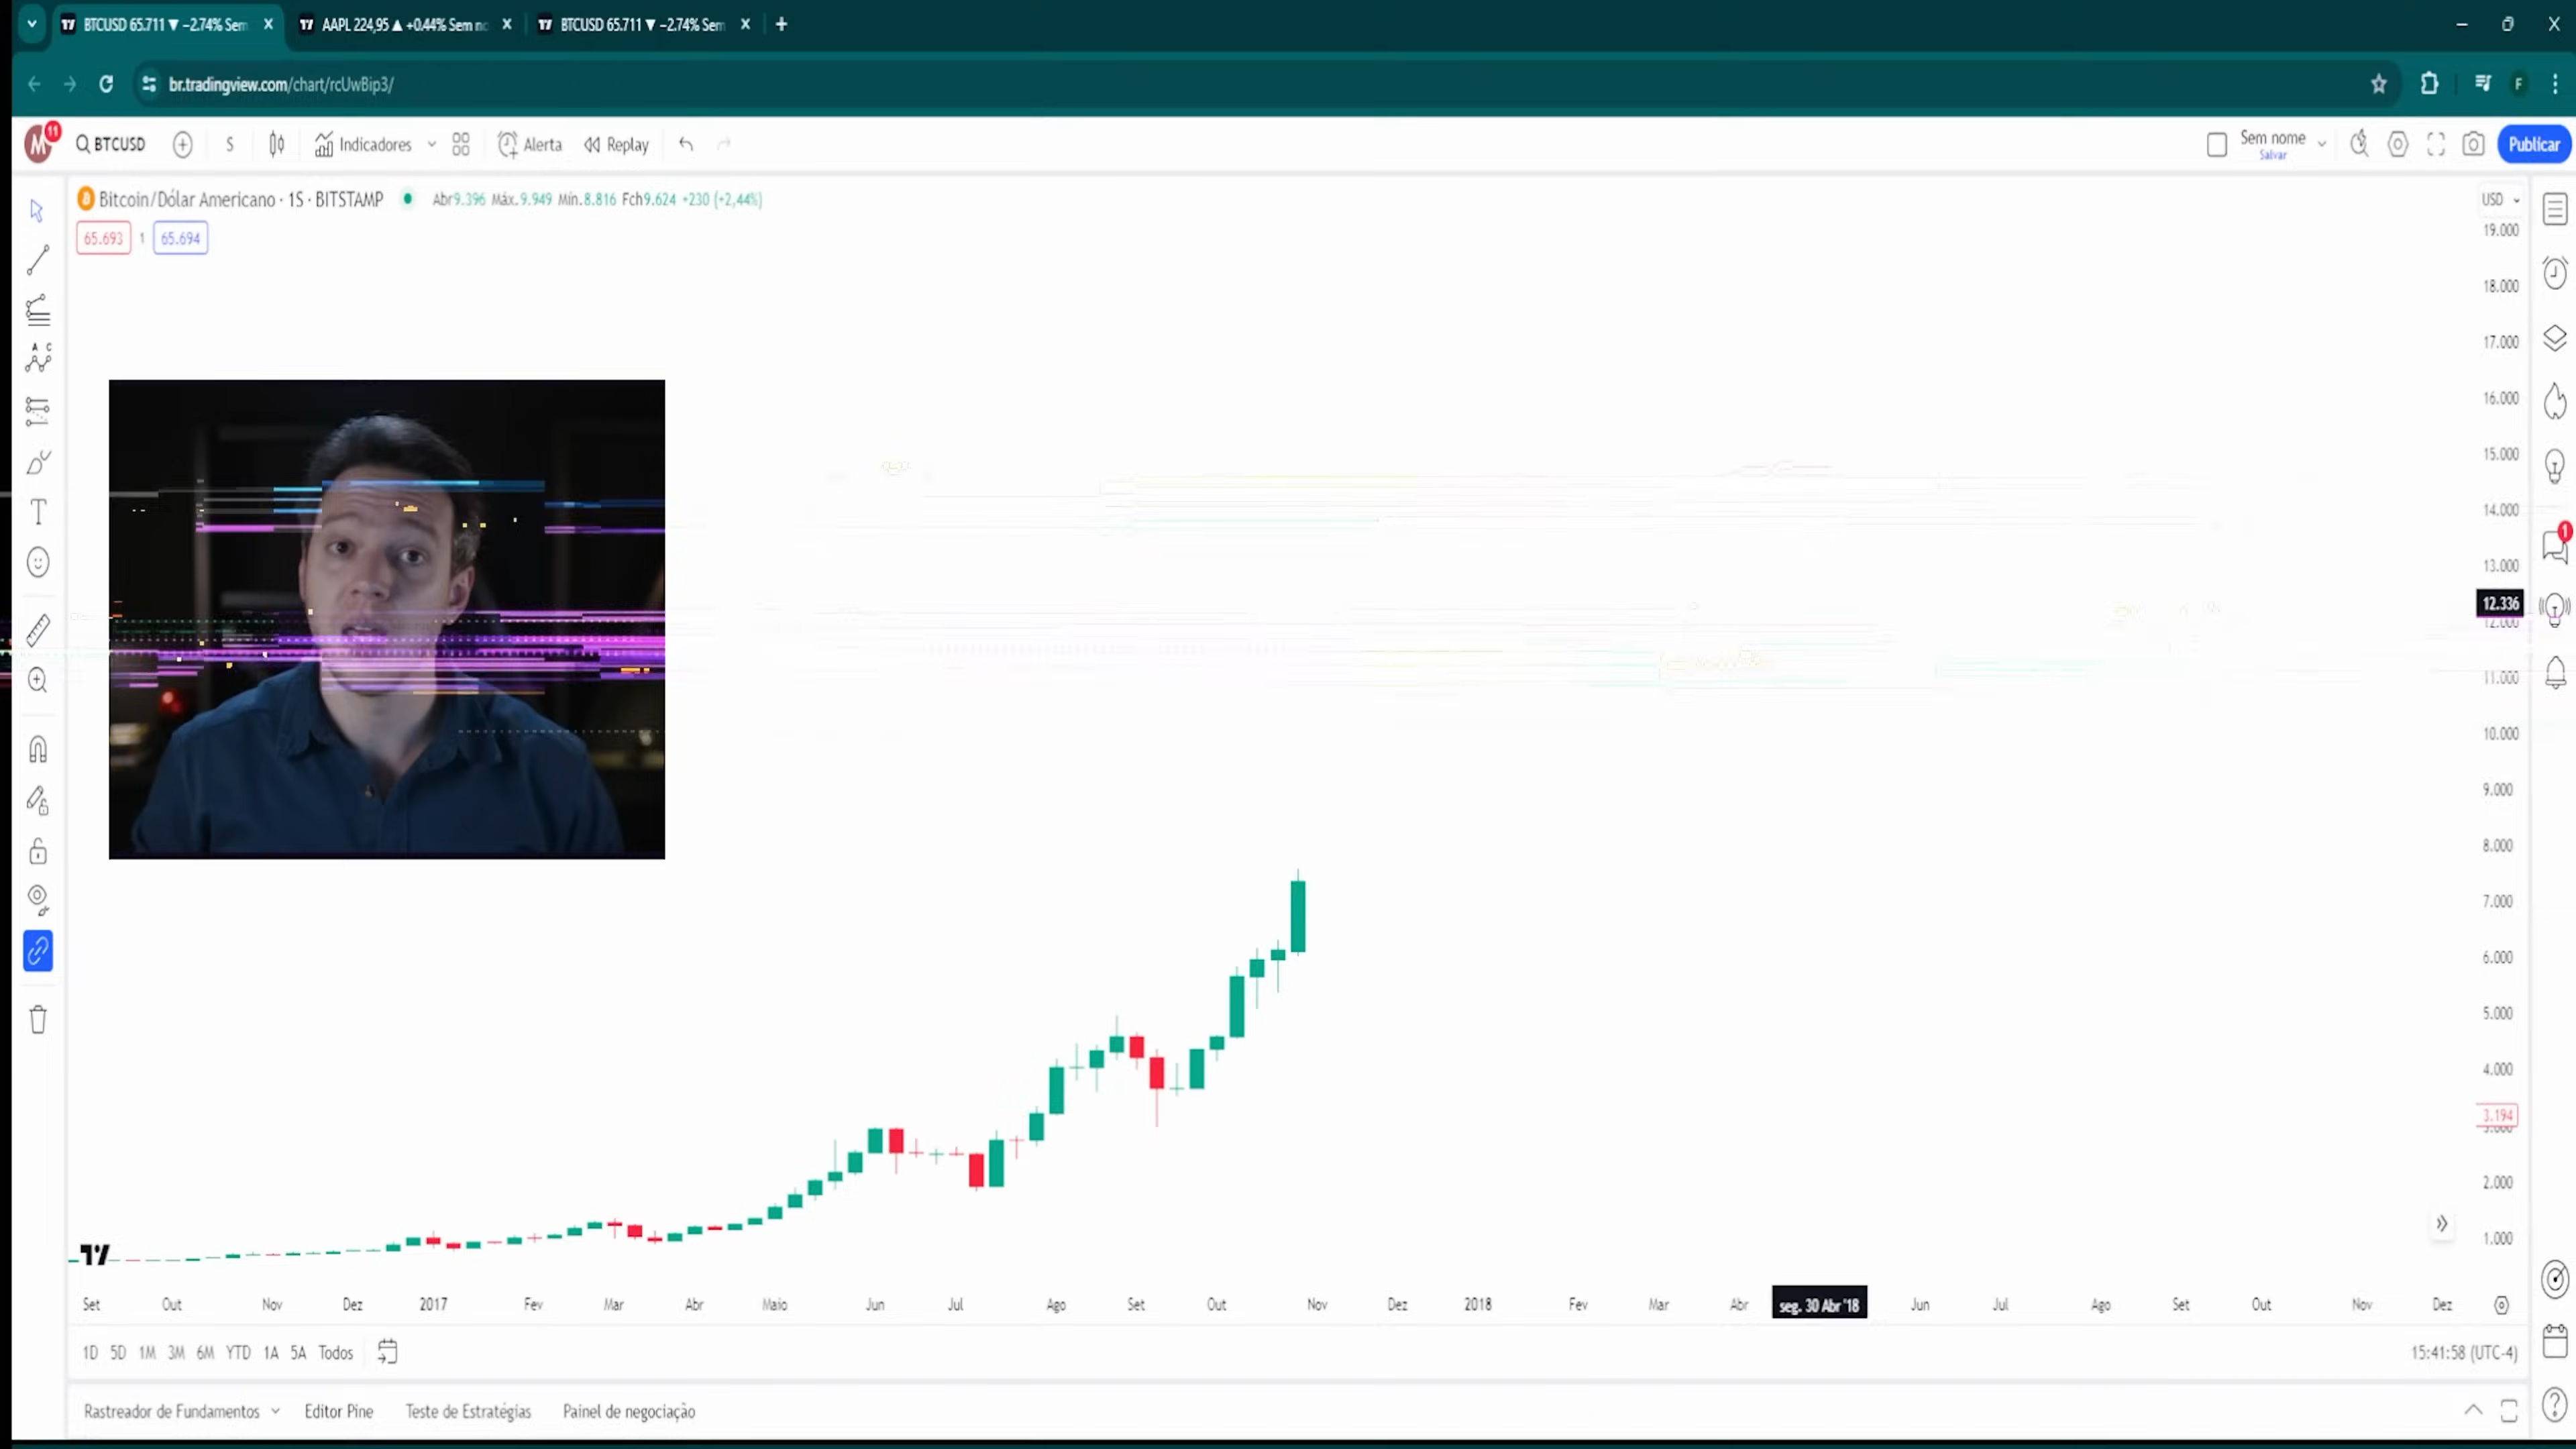 BTCUSD 65.711 ▼ −2.74% Sem
AAPL 224,95 ▲ +0.44% Sem no
BTCUSD 65.711 ▼ −2.74% Sem
br.tradingview.com/chart/rcUwBip3/
F
M
11
BTCUSD
S
Indicadores
Alerta
Replay
Sem nome
Salvar
Publicar
Bitcoin/Dólar Americano · 1S · BITSTAMP
Abr9.396 Máx.9.949 Mín.8.816 Fch9.624 +230 (+2,44%)
65.693
1
65.694
USD
19.000
18.000
17.000
16.000
15.000
14.000
13.000
12.336
12.000
11.000
10.000
9.000
8.000
7.000
6.000
5.000
4.000
3.194
3.000
2.000
1.000
1
Set Out Nov Dez 2017 Fev Mar Abr Maio Jun Jul Ago Set Out Nov Dez 2018 Fev Mar Abr seg. 30 Abr '18 Jun Jul Ago Set Out Nov Dez
1D 5D 1M 3M 6M YTD 1A 5A Todos
15:41:58 (UTC-4)
Rastreador de Fundamentos
Editor Pine
Teste de Estratégias
Painel de negociação